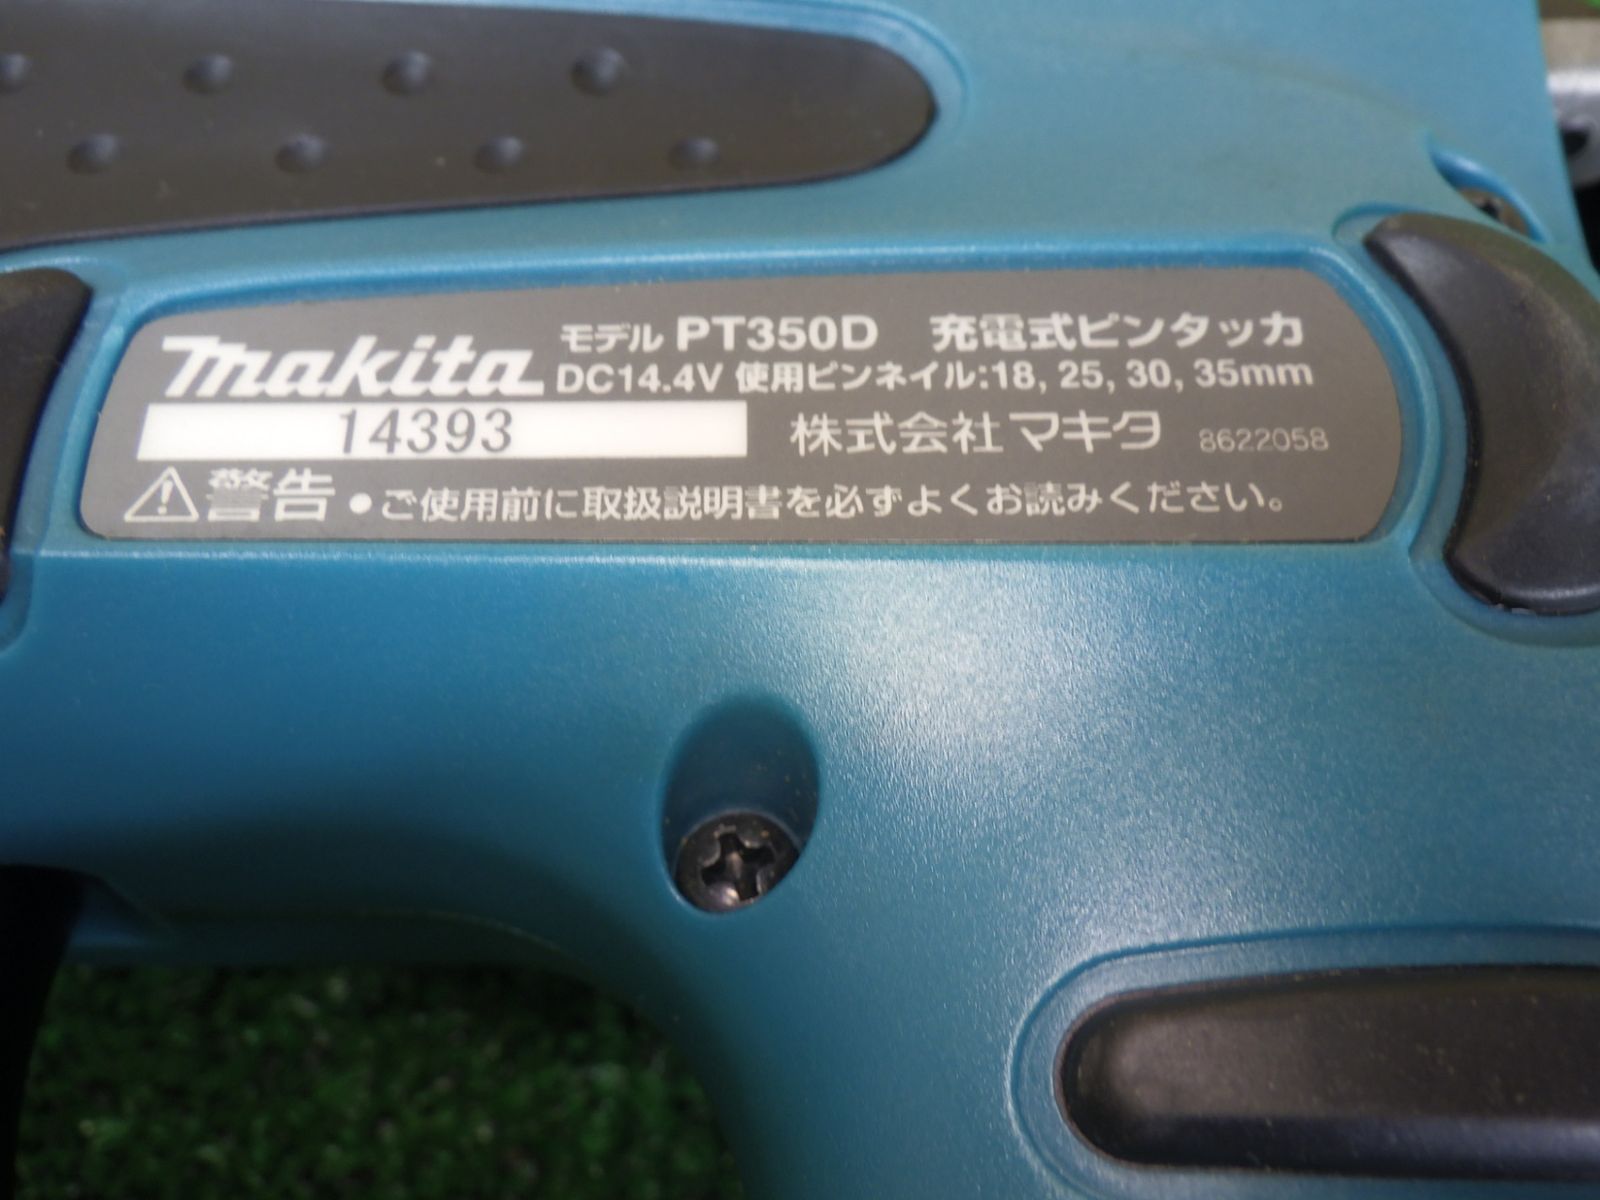 makita モデル PT350D 充電式ピンタッカ
DC14.4V 使用ピンネイル:18, 25, 30, 35mm
14393 株式会社マキタ 8622058
警告 ●ご使用前に取扱説明書を必ずよくお読みください。